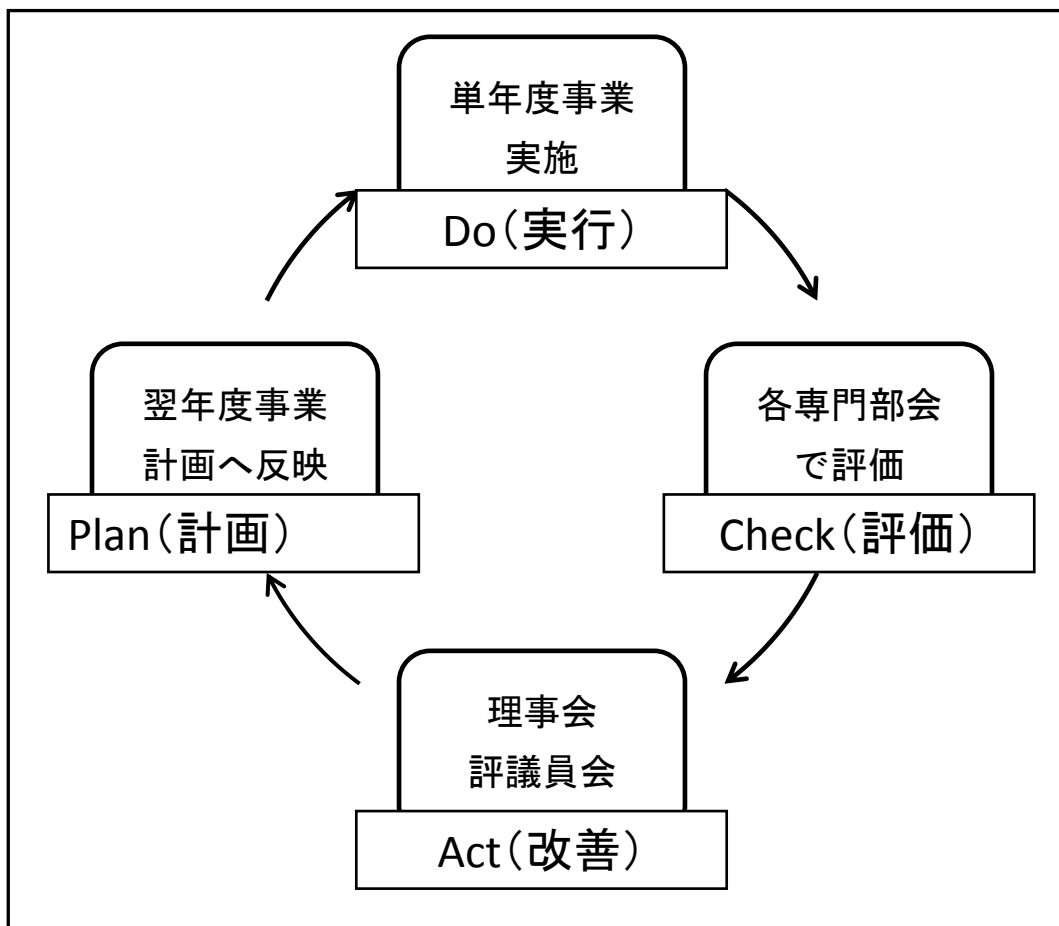 単年度事業
実施
Do(実行)
翌年度事業
計画へ反映
Plan(計画)
各専門部会
で評価
Check(評価)
理事会
評議員会
Act(改善)